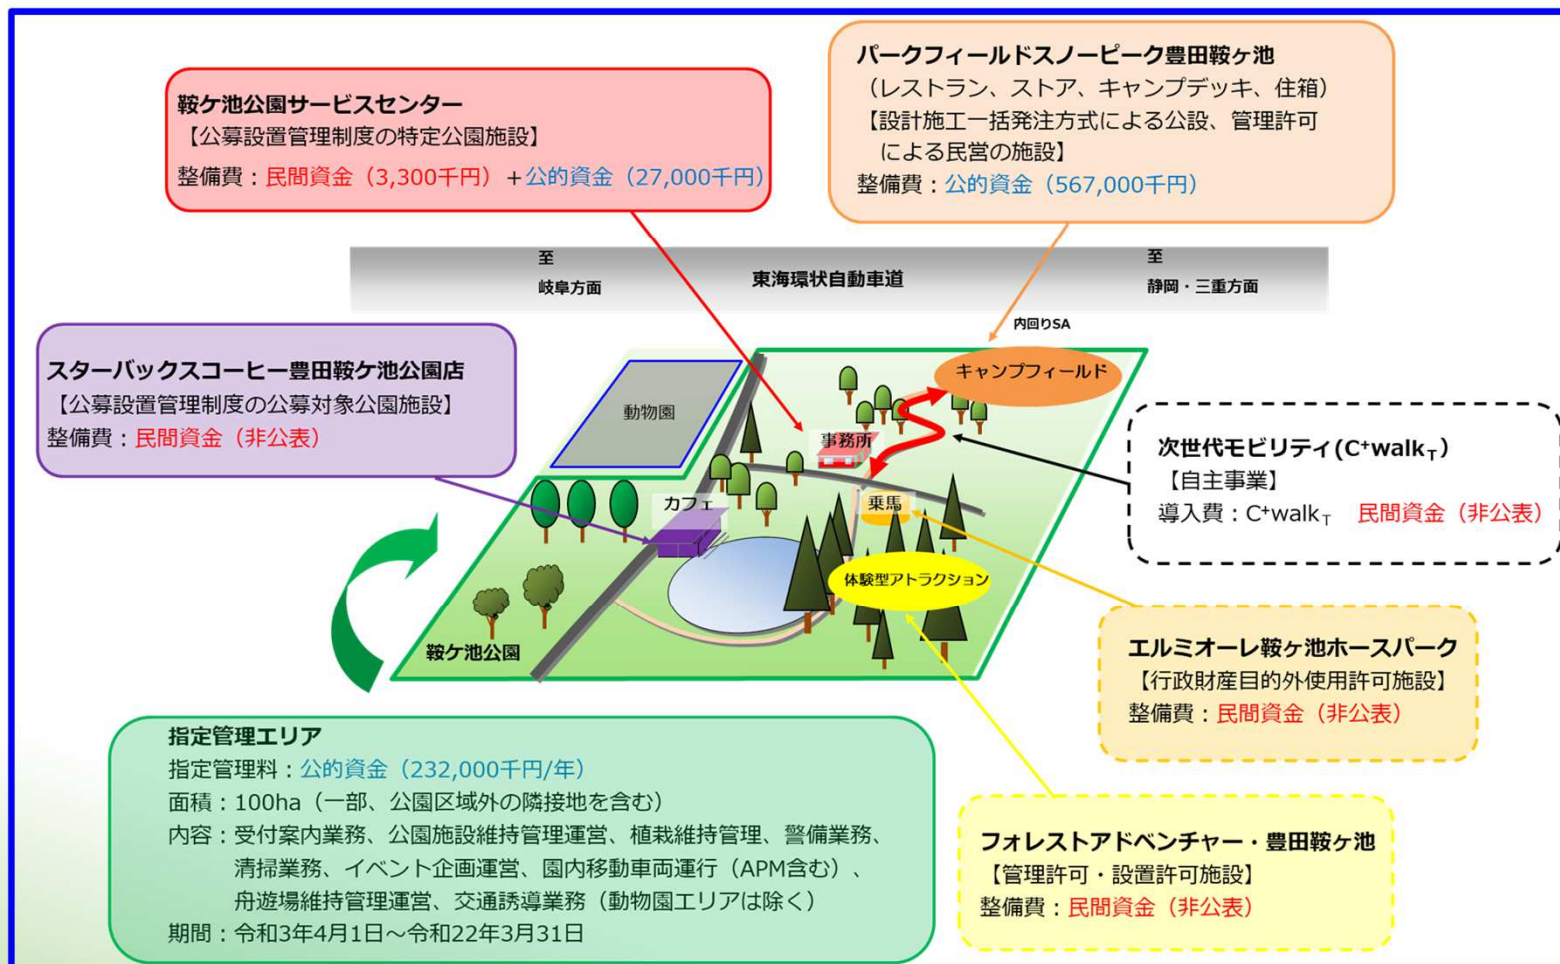 鞍ケ池公園サービスセンター
【公募設置管理制度の特定公園施設】
整備費：民間資金（3,300千円）＋公的資金（27,000千円）
パークフィールドスノーピーク豊田鞍ヶ池
（レストラン、ストア、キャンプデッキ、住箱）
【設計施工一括発注方式による公設、管理許可
による民営の施設】
整備費：公的資金（567,000千円）
至
岐阜方面
東海環状自動車道
至
静岡・三重方面
内回りSA
スターバックスコーヒー豊田鞍ケ池公園店
【公募設置管理制度の公募対象公園施設】
整備費：民間資金（非公表）
動物園
キャンプフィールド
事務所
カフェ
乗馬
体験型アトラクション
鞍ケ池公園
次世代モビリティ(C⁺walk_T）
【自主事業】
導入費：C⁺walk_T　民間資金（非公表）
エルミオーレ鞍ヶ池ホースパーク
【行政財産目的外使用許可施設】
整備費：民間資金（非公表）
指定管理エリア
指定管理料：公的資金（232,000千円/年）
面積：100ha（一部、公園区域外の隣接地を含む）
内容：受付案内業務、公園施設維持管理運営、植栽維持管理、警備業務、
清掃業務、イベント企画運営、園内移動車両運行（APM含む）、
舟遊場維持管理運営、交通誘導業務（動物園エリアは除く）
期間：令和3年4月1日～令和22年3月31日
フォレストアドベンチャー・豊田鞍ヶ池
【管理許可・設置許可施設】
整備費：民間資金（非公表）